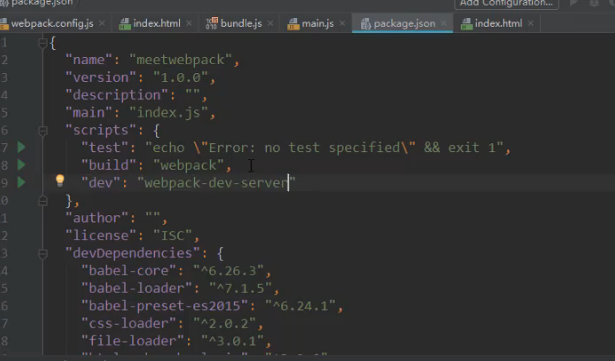 package.json
Add Configuration...
webpack.config.js × index.html × bundle.js × main.js × package.json × index.html ×
1 {
2 "name": "meetwebpack",
3 "version": "1.0.0",
4 "description": "",
5 "main": "index.js",
6 "scripts": {
7 "test": "echo \"Error: no test specified\" && exit 1",
8 "build": "webpack",
9 "dev": "webpack-dev-server"
0 },
1 "author": "",
2 "license": "ISC",
3 "devDependencies": {
4 "babel-core": "^6.26.3",
5 "babel-loader": "^7.1.5",
6 "babel-preset-es2015": "^6.24.1",
7 "css-loader": "^2.0.2",
8 "file-loader": "^3.0.1",